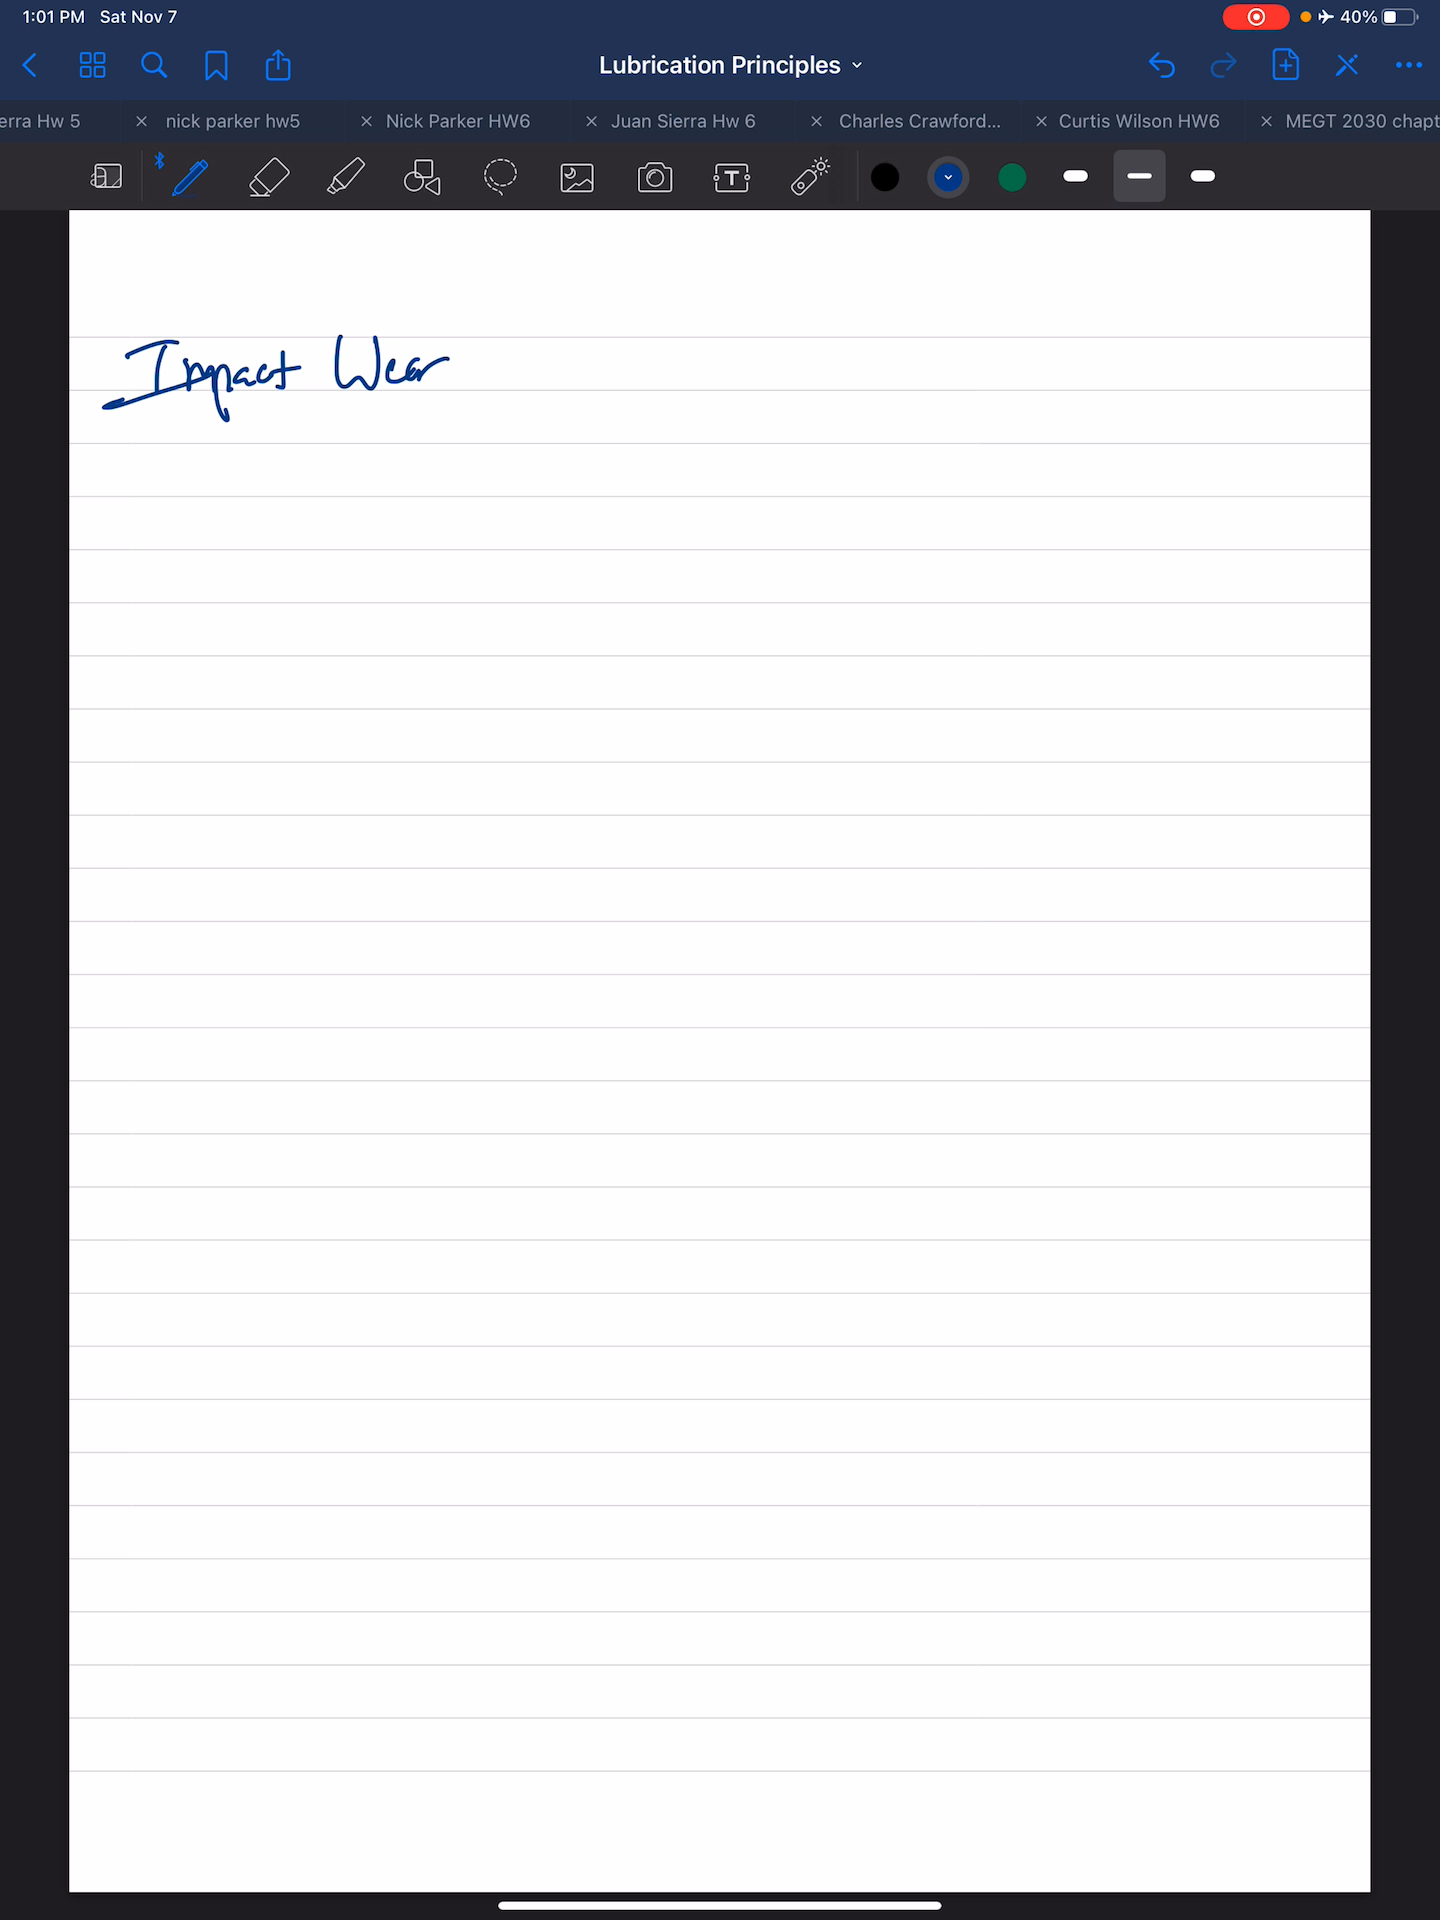 1:01 PM Sat Nov 7 40%
Lubrication Principles
erra Hw 5 nick parker hw5 Nick Parker HW6 Juan Sierra Hw 6 Charles Crawford... Curtis Wilson HW6 MEGT 2030 chapt
T
Impact Wear